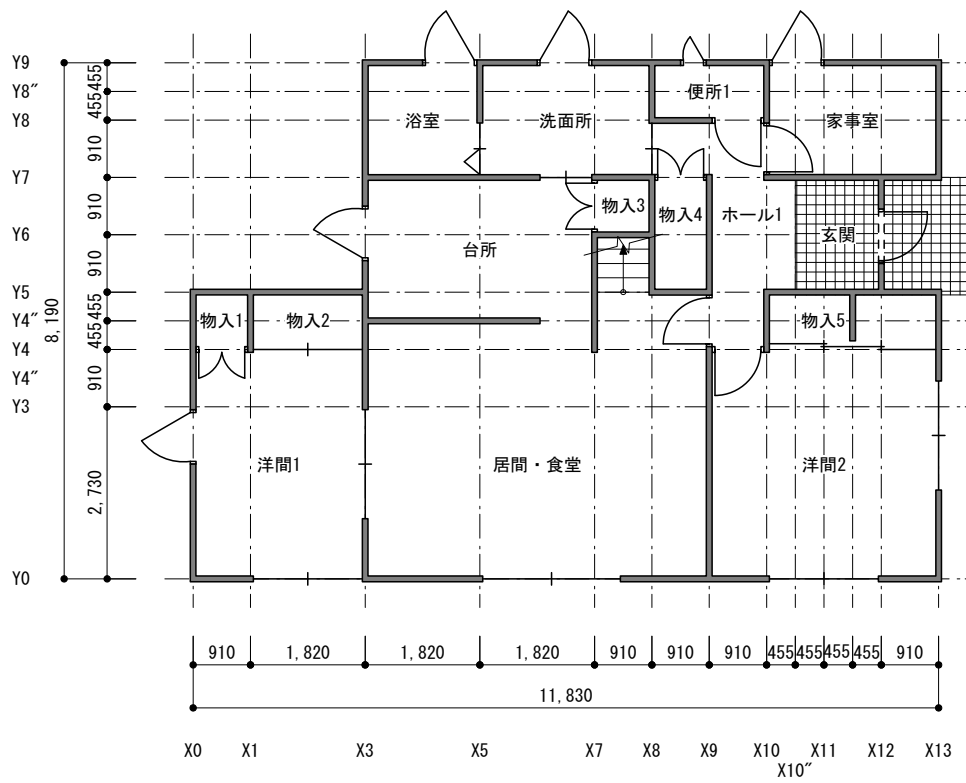 Y9
Y8"
Y8
Y7
Y6
Y5
Y4"
Y4
Y4"
Y3
Y0
455
455
910
910
910
455
455
910
2,730
8,190
浴室
洗面所
便所1
家事室
物入3
物入4
ホール1
玄関
台所
物入1
物入2
物入5
洋間1
居間・食堂
洋間2
910
1,820
1,820
1,820
910
910
910
455
455
455
455
910
11,830
X0
X1
X3
X5
X7
X8
X9
X10
X11
X12
X13
X10"